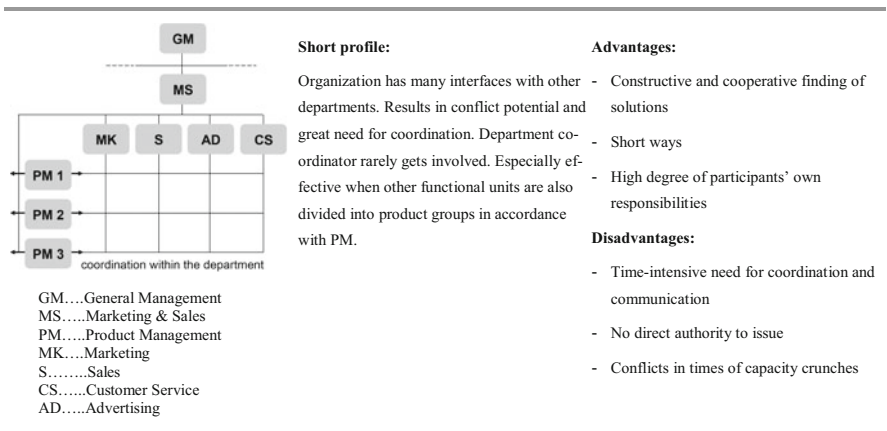 GM
MS
MK S AD CS
PM 1
PM 2
PM 3
coordination within the department
GM….General Management
MS…..Marketing & Sales
PM…..Product Management
MK….Marketing
S……..Sales
CS…...Customer Service
AD…..Advertising
Short profile:
Organization has many interfaces with other
departments. Results in conflict potential and
great need for coordination. Department co-
ordinator rarely gets involved. Especially ef-
fective when other functional units are also
divided into product groups in accordance
with PM.
Advantages:
- Constructive and cooperative finding of
solutions
- Short ways
- High degree of participants’ own
responsibilities
Disadvantages:
- Time-intensive need for coordination and
communication
- No direct authority to issue
- Conflicts in times of capacity crunches